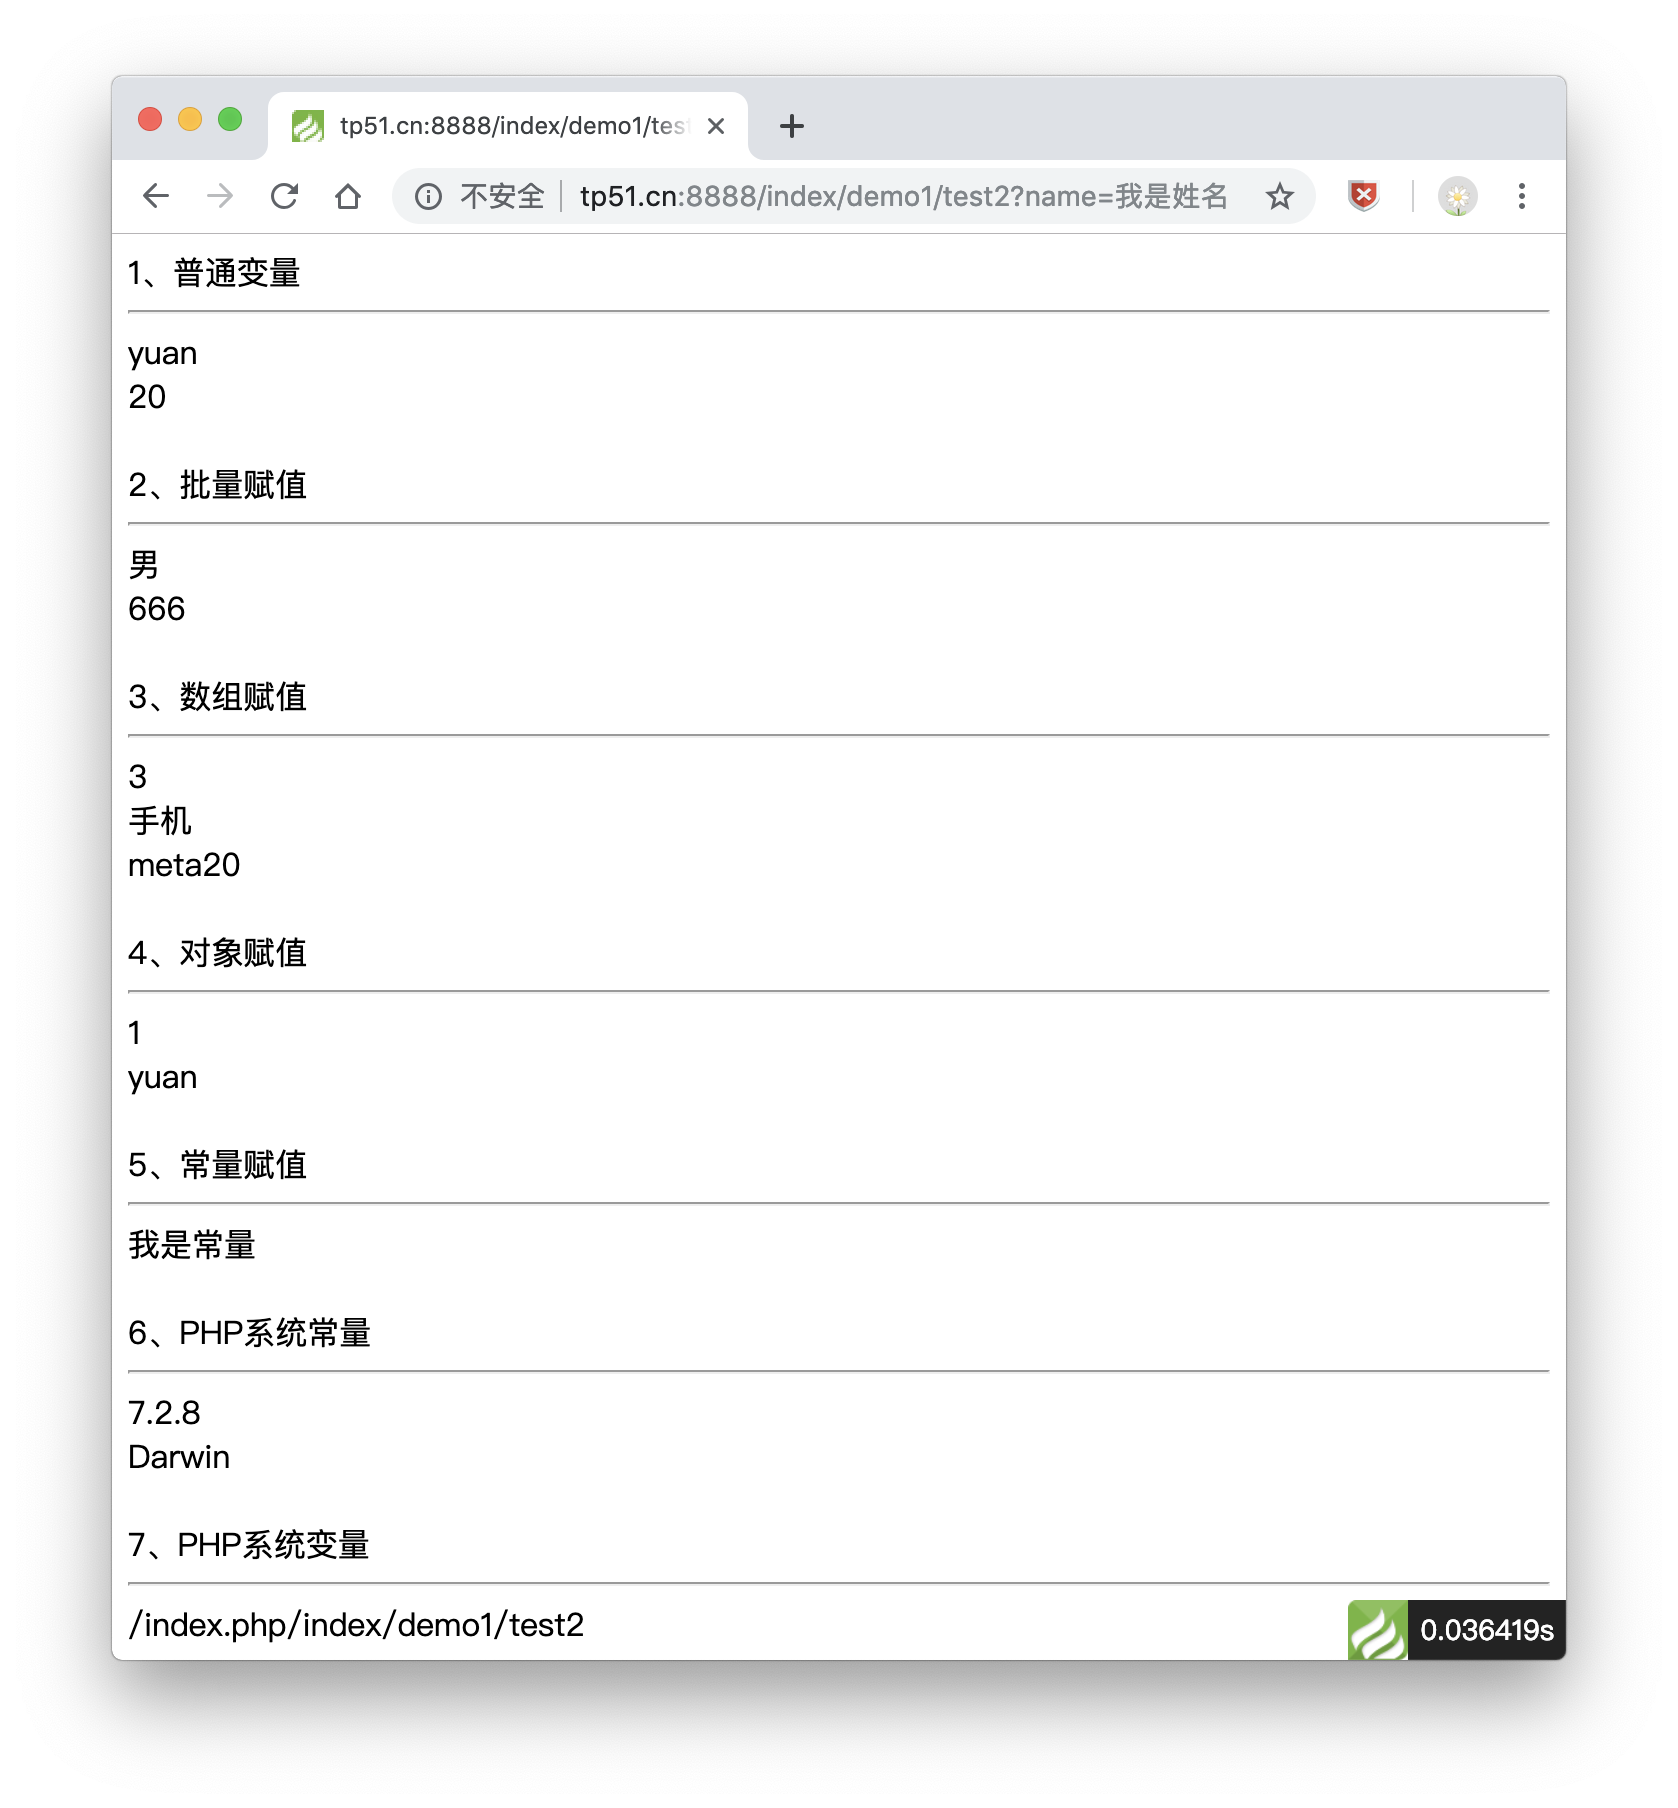 tp51.cn:8888/index/demo1/tes
不安全 tp51.cn:8888/index/demo1/test2?name=我是姓名
1、普通变量
yuan
20
2、批量赋值
男
666
3、数组赋值
3
手机
meta20
4、对象赋值
1
yuan
5、常量赋值
我是常量
6、PHP系统常量
7.2.8
Darwin
7、PHP系统变量
/index.php/index/demo1/test2
0.036419s